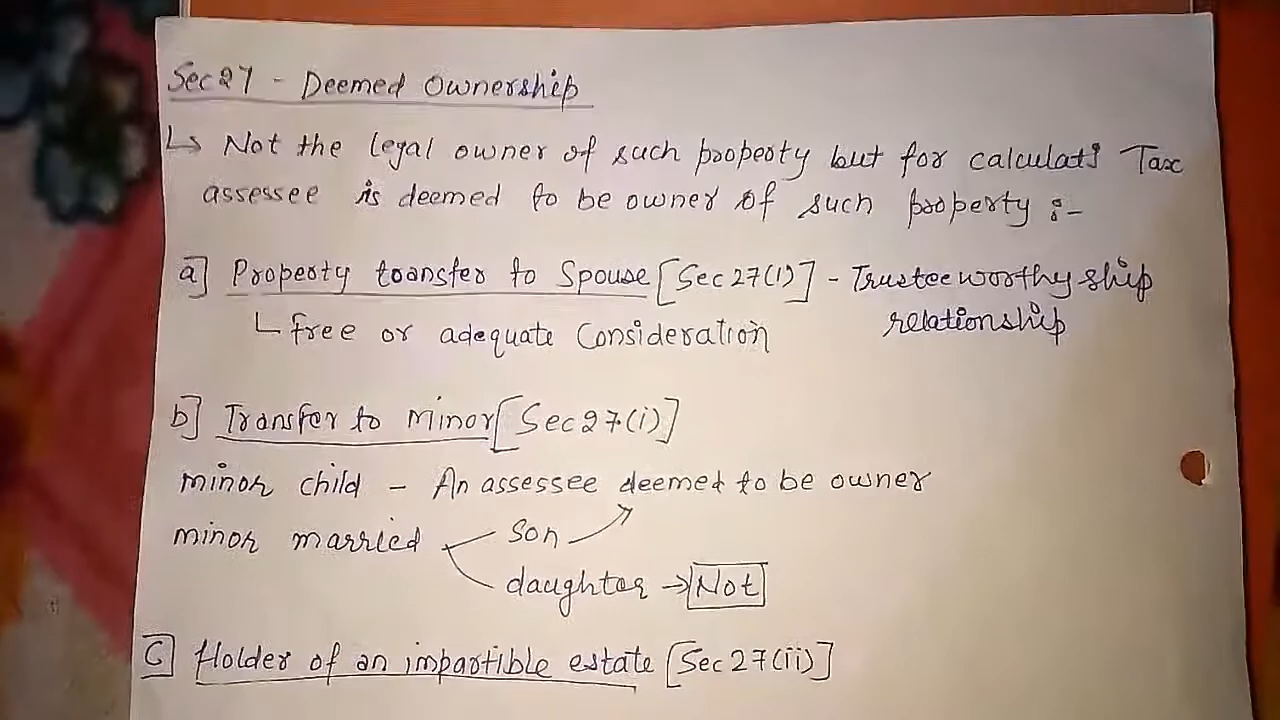 Sec 27 - Deemed Ownership
↳ Not the legal owner of such property but for calculatⁿ Tax
assessee is deemed to be owner of such property :-
a] Property transfer to Spouse [Sec 27(i)] - Trusteeworthyship
relationship
└ free or adequate Consideration
b] Transfer to minor [Sec 27(i)]
minor child - An assessee deemed to be owner
minor married
son
daughter → Not
C] Holder of an impartible estate [Sec 27(ii)]